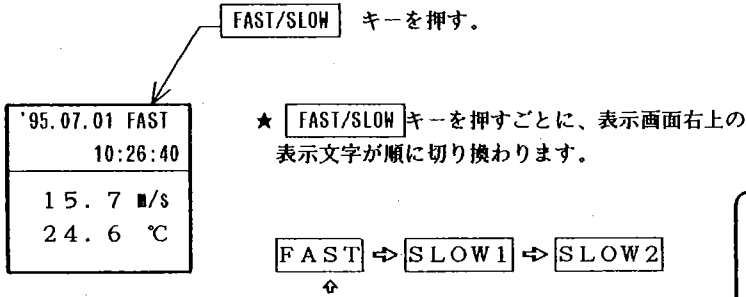 FAST/SLOW キーを押す。
'95.07.01 FAST
10:26:40
15.7 m/s
24.6 ℃
★ FAST/SLOW キーを押すごとに、表示画面右上の
表示文字が順に切り換わります。
FAST ⇨ SLOW1 ⇨ SLOW2
⇧